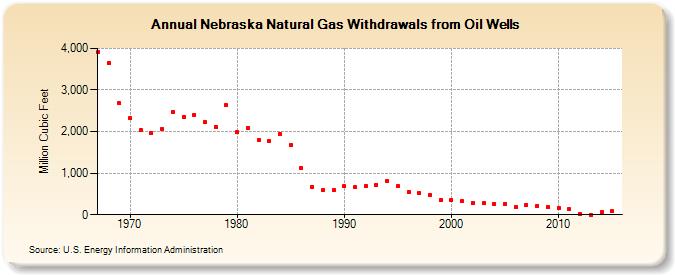 Annual Nebraska Natural Gas Withdrawals from Oil Wells
Million Cubic Feet
4,000
3,000
2,000
1,000
0
1970 1980 1990 2000 2010
Source: U.S. Energy Information Administration